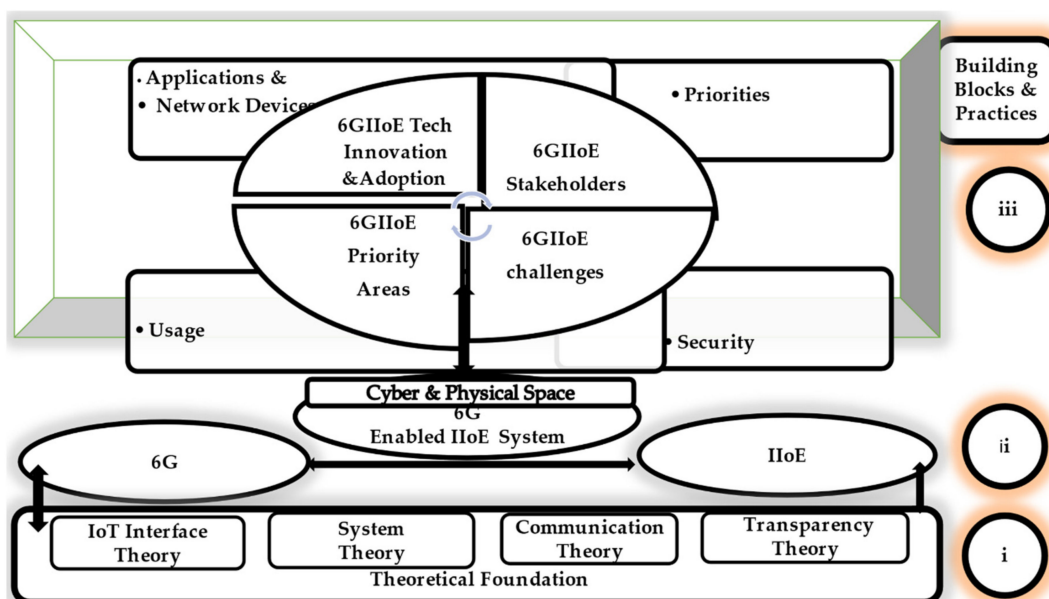 . Applications &
• Network Devices
• Priorities
Building
Blocks &
Practices
6GIIoE Tech
Innovation
&Adoption
6GIIoE
Stakeholders
iii
6GIIoE
Priority
Areas
6GIIoE
challenges
• Usage
• Security
Cyber & Physical Space
6G
Enabled IIoE System
6G
IIoE
ii
IoT Interface
Theory
System
Theory
Communication
Theory
Transparency
Theory
Theoretical Foundation
i